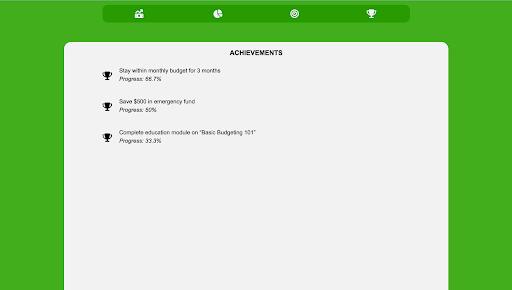 ACHIEVEMENTS
Stay within monthly budget for 3 months
Progress: 66.7%
Save $500 in emergency fund
Progress: 50%
Complete education module on "Basic Budgeting 101"
Progress: 33.3%